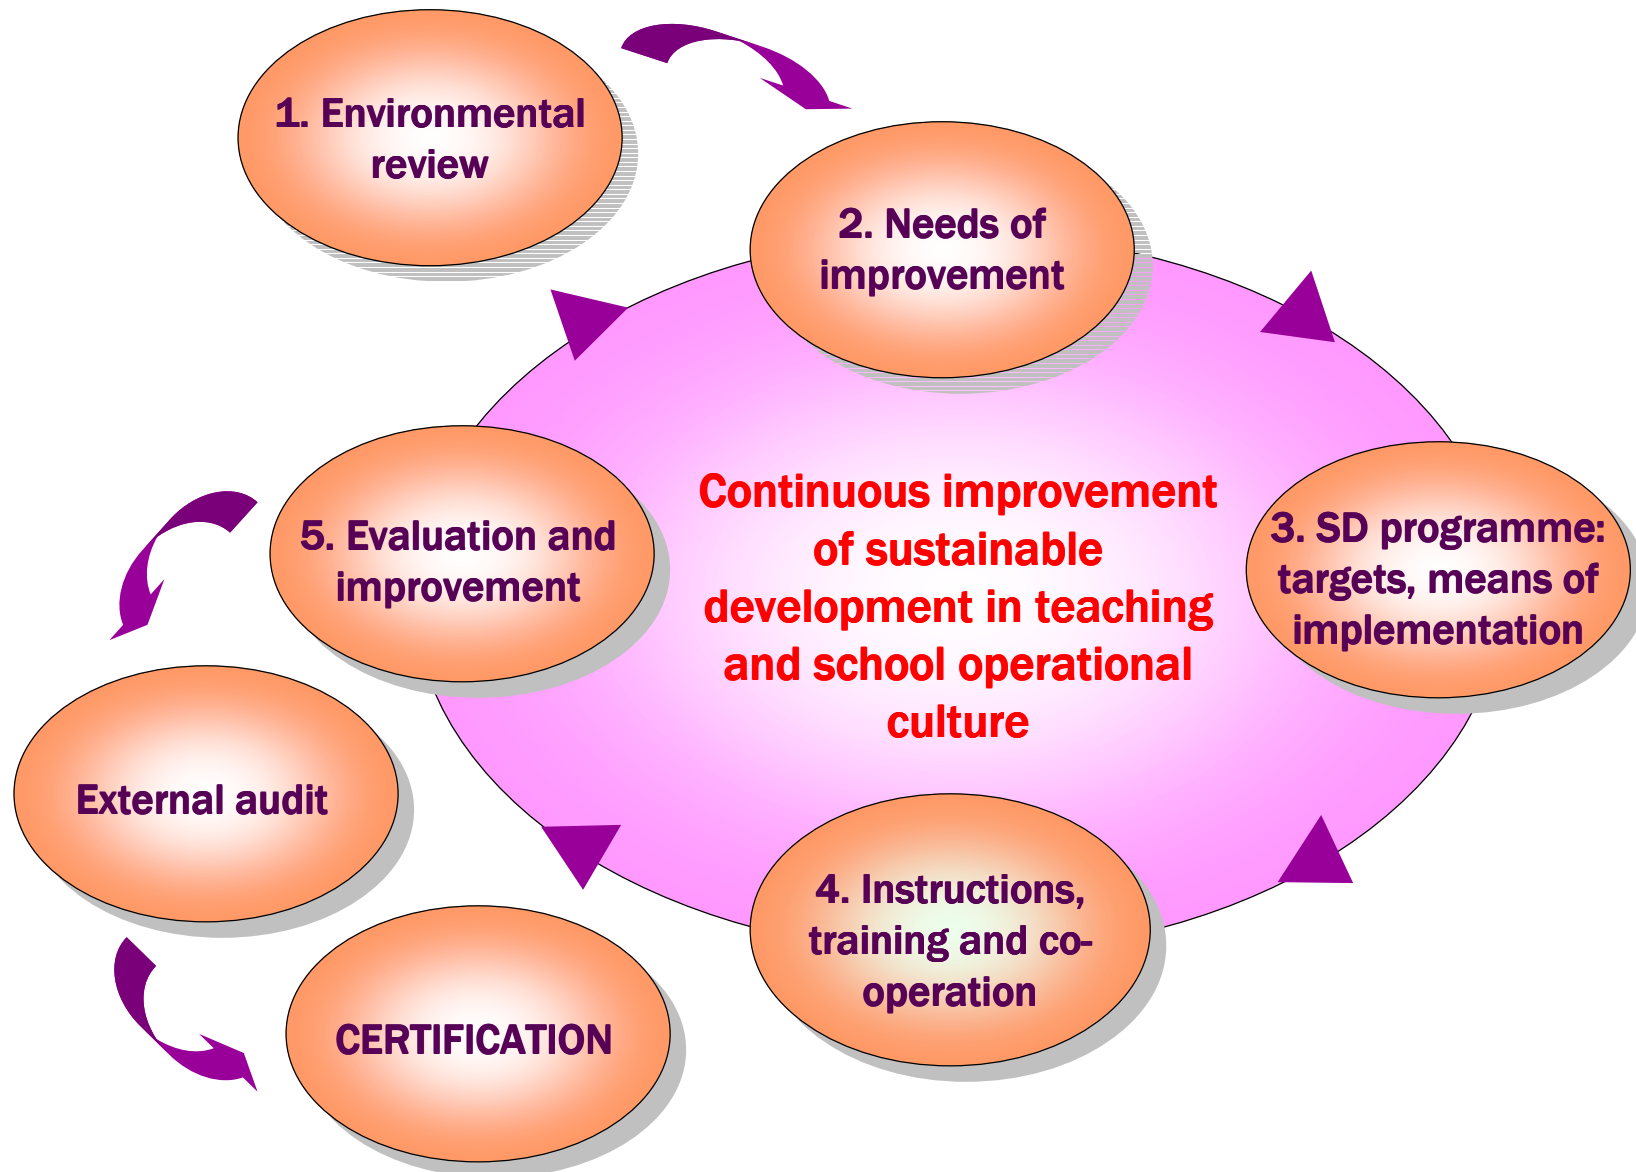 1. Environmental
review
2. Needs of
improvement
3. SD programme:
targets, means of
implementation
4. Instructions,
training and co-
operation
5. Evaluation and
improvement
External audit
CERTIFICATION
Continuous improvement
of sustainable
development in teaching
and school operational
culture